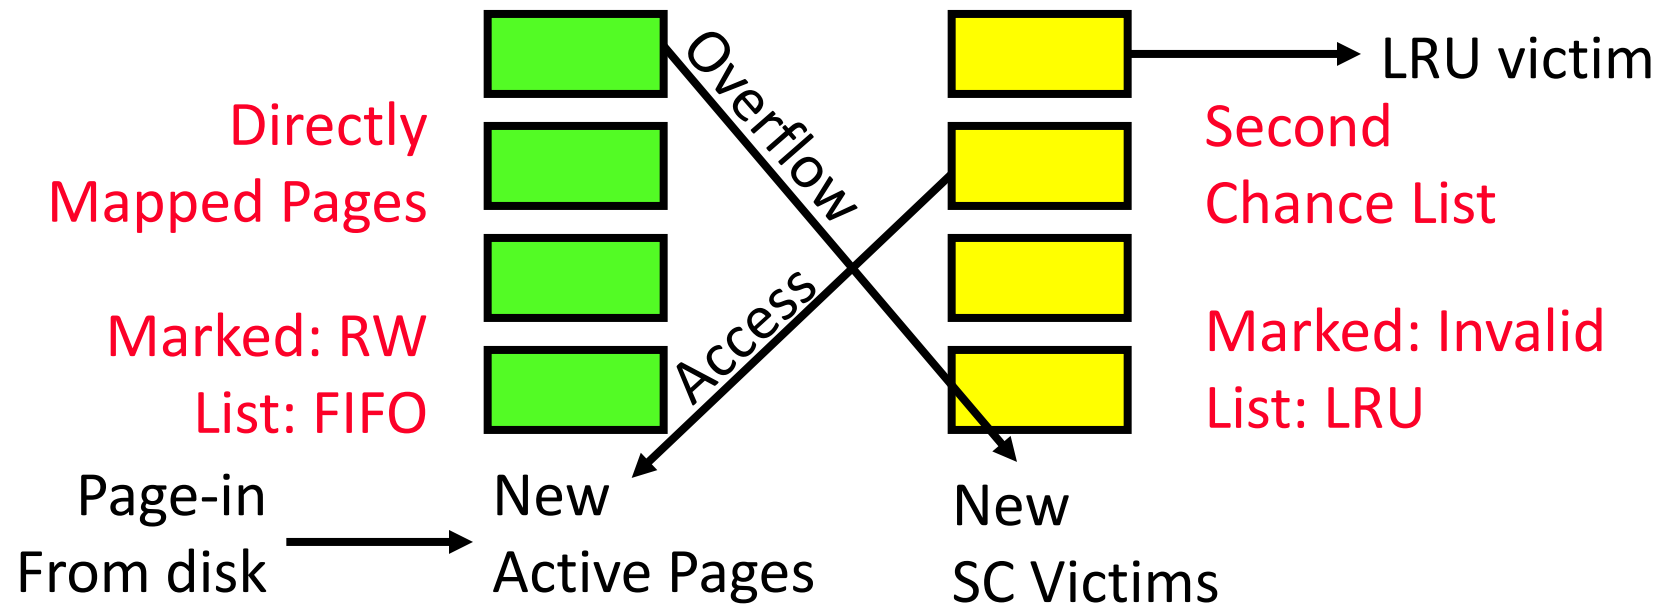 Directly
Mapped Pages
Marked: RW
List: FIFO
Page-in
From disk
Overflow
Access
New
Active Pages
LRU victim
Second
Chance List
Marked: Invalid
List: LRU
New
SC Victims